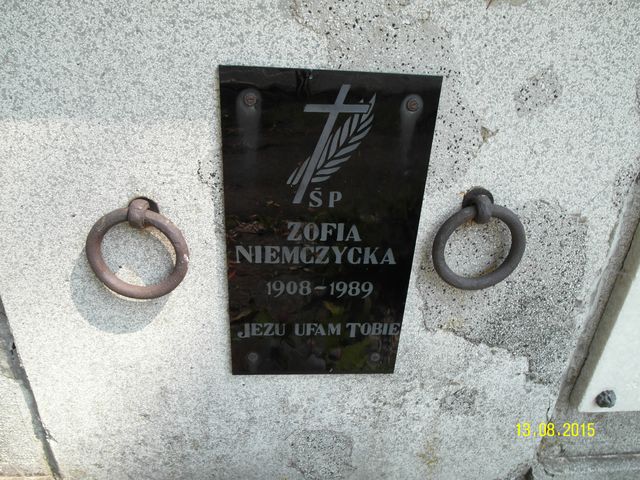 ŚP
ZOFIA
NIEMCZYCKA
1908-1989
JEZU UFAM TOBIE
13.08.2015